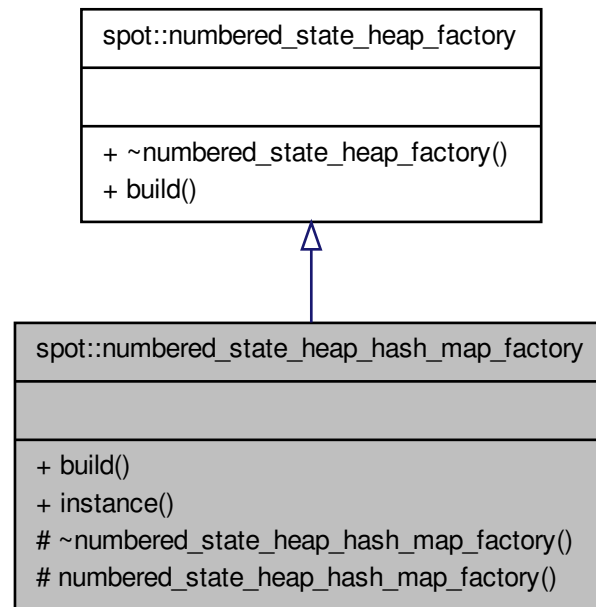 spot::numbered_state_heap_factory
+ ~numbered_state_heap_factory()
+ build()
spot::numbered_state_heap_hash_map_factory
+ build()
+ instance()
# ~numbered_state_heap_hash_map_factory()
# numbered_state_heap_hash_map_factory()